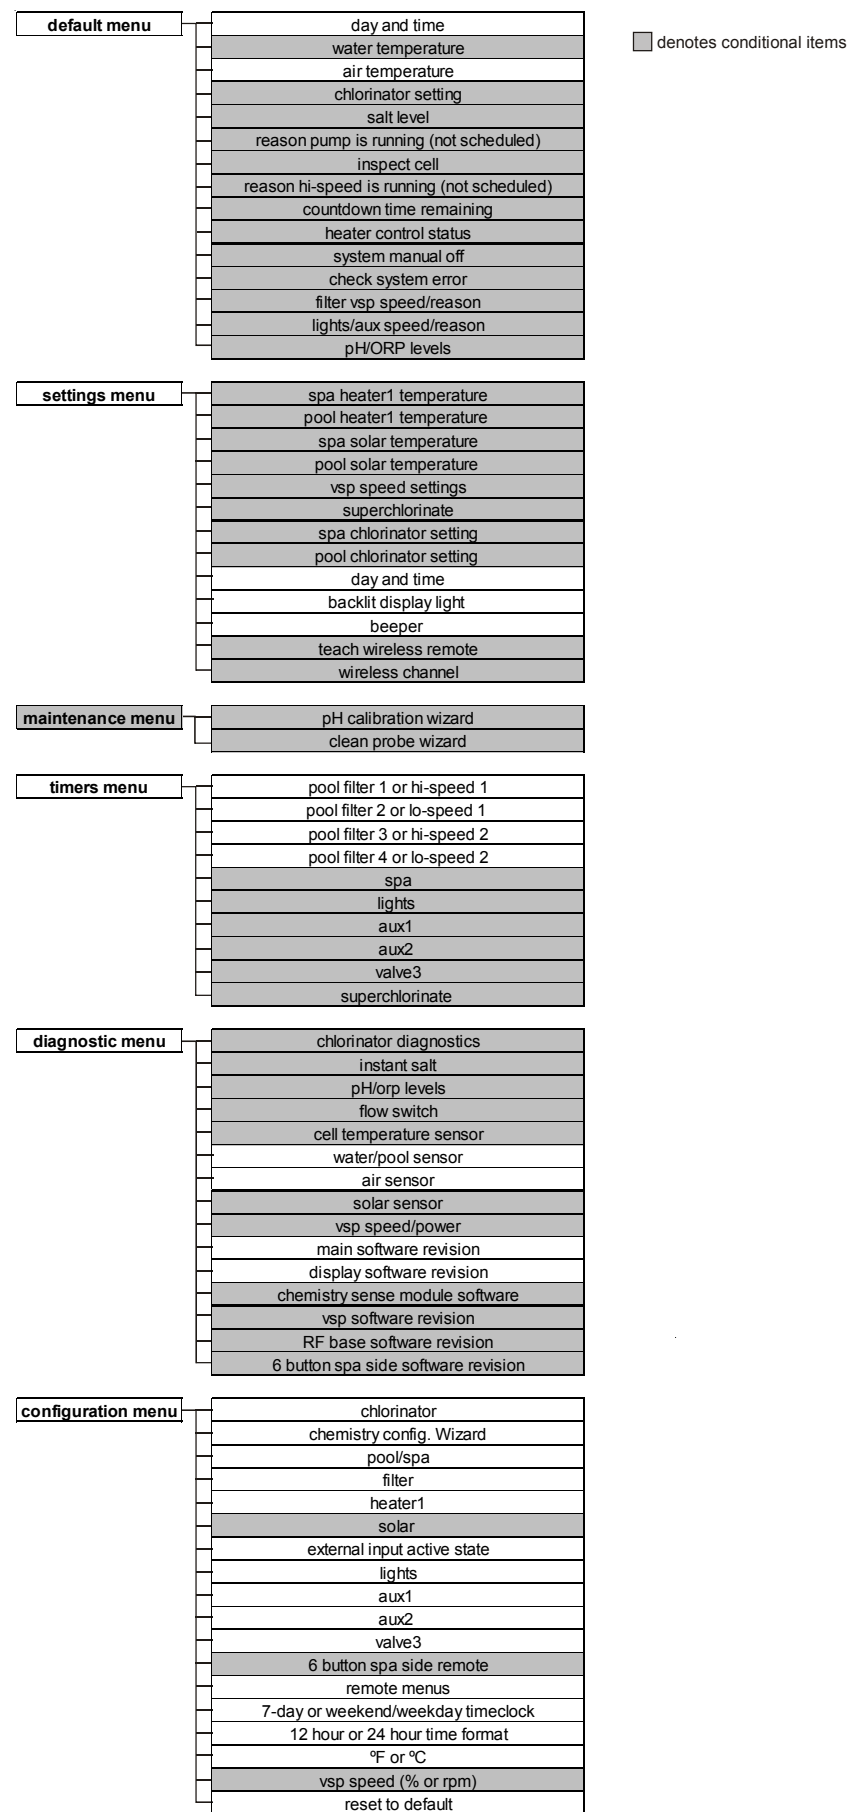 default menu
day and time
denotes conditional items
water temperature
air temperature
chlorinator setting
salt level
reason pump is running (not scheduled)
inspect cell
reason hi-speed is running (not scheduled)
countdown time remaining
heater control status
system manual off
check system error
filter vsp speed/reason
lights/aux speed/reason
pH/ORP levels
settings menu
spa heater1 temperature
pool heater1 temperature
spa solar temperature
pool solar temperature
vsp speed settings
superchlorinate
spa chlorinator setting
pool chlorinator setting
day and time
backlit display light
beeper
teach wireless remote
wireless channel
maintenance menu
pH calibration wizard
clean probe wizard
timers menu
pool filter 1 or hi-speed 1
pool filter 2 or lo-speed 1
pool filter 3 or hi-speed 2
pool filter 4 or lo-speed 2
spa
lights
aux1
aux2
valve3
superchlorinate
diagnostic menu
chlorinator diagnostics
instant salt
pH/orp levels
flow switch
cell temperature sensor
water/pool sensor
air sensor
solar sensor
vsp speed/power
main software revision
display software revision
chemistry sense module software
vsp software revision
RF base software revision
6 button spa side software revision
configuration menu
chlorinator
chemistry config. Wizard
pool/spa
filter
heater1
solar
external input active state
lights
aux1
aux2
valve3
6 button spa side remote
remote menus
7-day or weekend/weekday timeclock
12 hour or 24 hour time format
ºF or ºC
vsp speed (% or rpm)
reset to default